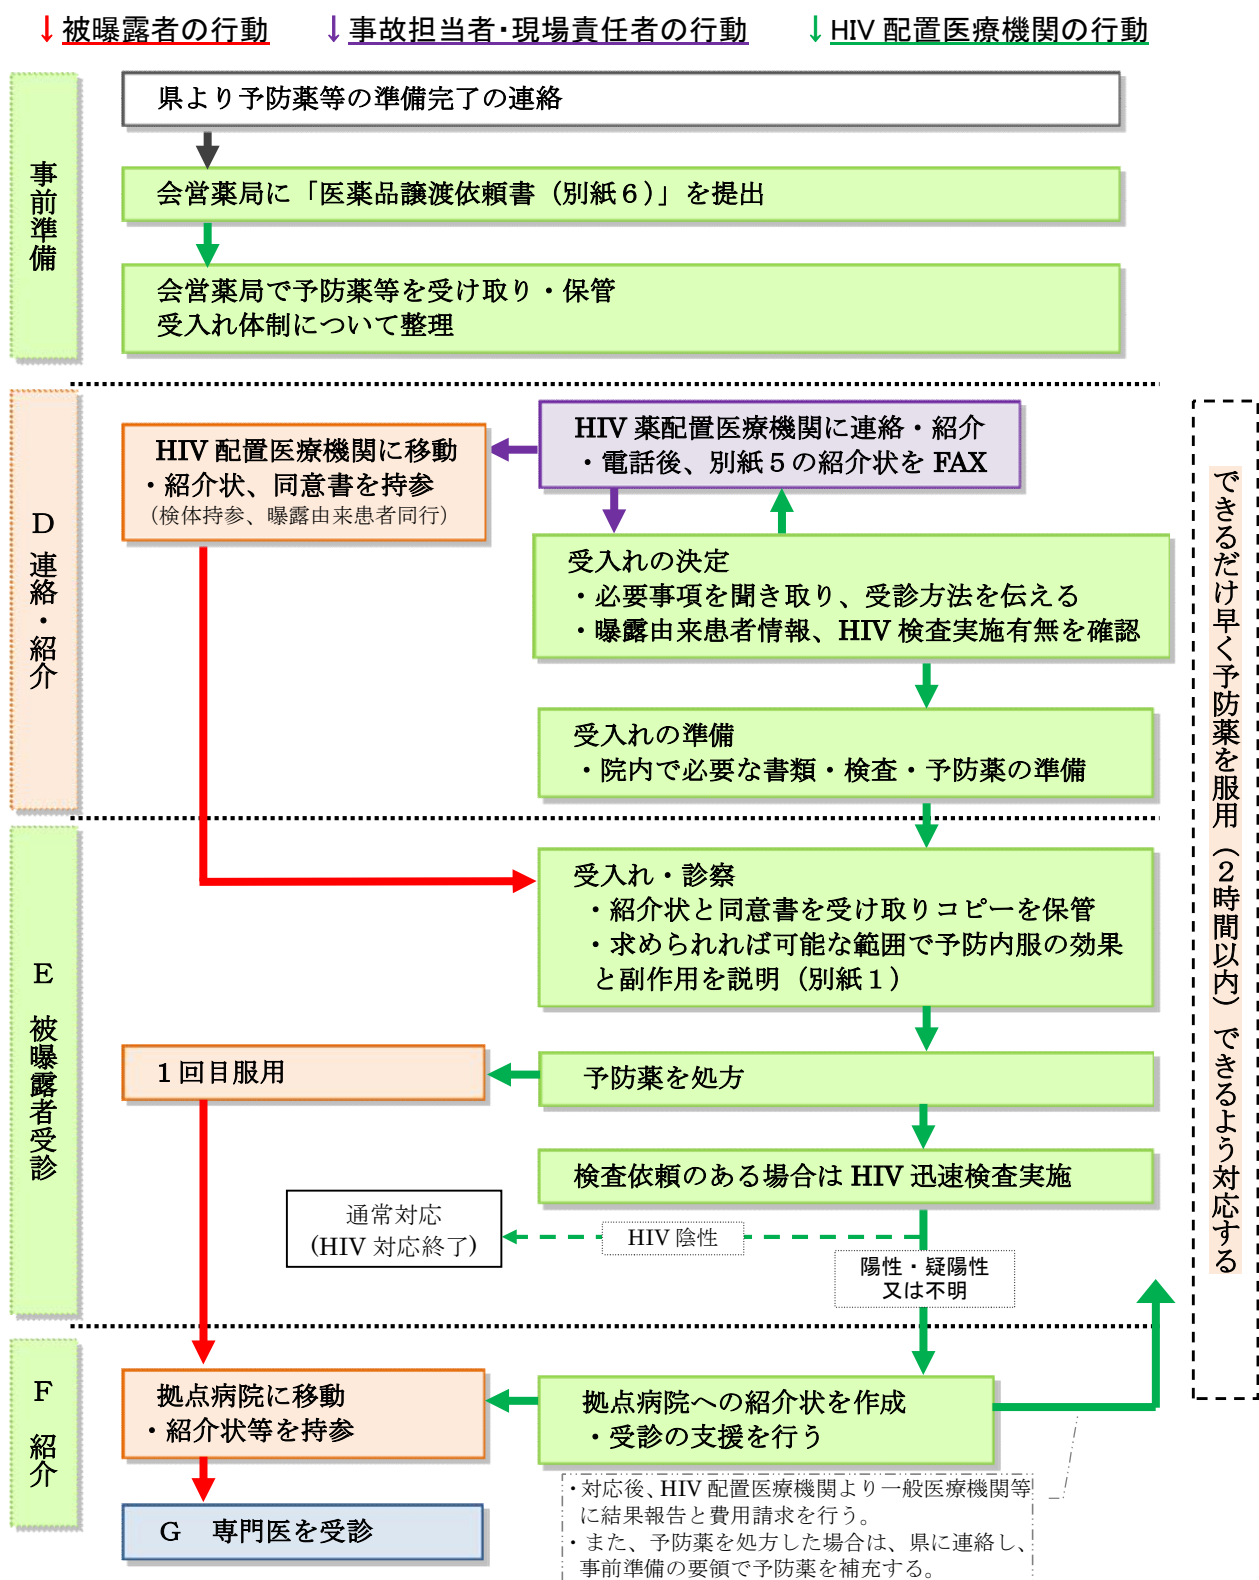 ↓被曝露者の行動 ↓事故担当者・現場責任者の行動 ↓HIV 配置医療機関の行動
事前準備
県より予防薬等の準備完了の連絡
会営薬局に「医薬品譲渡依頼書（別紙６）」を提出
会営薬局で予防薬等を受け取り・保管
受入れ体制について整理
D 連絡・紹介
HIV 配置医療機関に移動
・紹介状、同意書を持参
（検体持参、曝露由来患者同行）
HIV 薬配置医療機関に連絡・紹介
・電話後、別紙５の紹介状を FAX
受入れの決定
・必要事項を聞き取り、受診方法を伝える
・曝露由来患者情報、HIV 検査実施有無を確認
受入れの準備
・院内で必要な書類・検査・予防薬の準備
できるだけ早く予防薬を服用（２時間以内）できるよう対応する
E 被曝露者受診
受入れ・診察
・紹介状と同意書を受け取りコピーを保管
・求められれば可能な範囲で予防内服の効果
と副作用を説明（別紙１）
１回目服用
予防薬を処方
検査依頼のある場合は HIV 迅速検査実施
通常対応
(HIV 対応終了)
HIV 陰性
陽性・疑陽性
又は不明
F 紹介
拠点病院に移動
・紹介状等を持参
拠点病院への紹介状を作成
・受診の支援を行う
G 専門医を受診
・対応後、HIV 配置医療機関より一般医療機関等
に結果報告と費用請求を行う。
・また、予防薬を処方した場合は、県に連絡し、
事前準備の要領で予防薬を補充する。